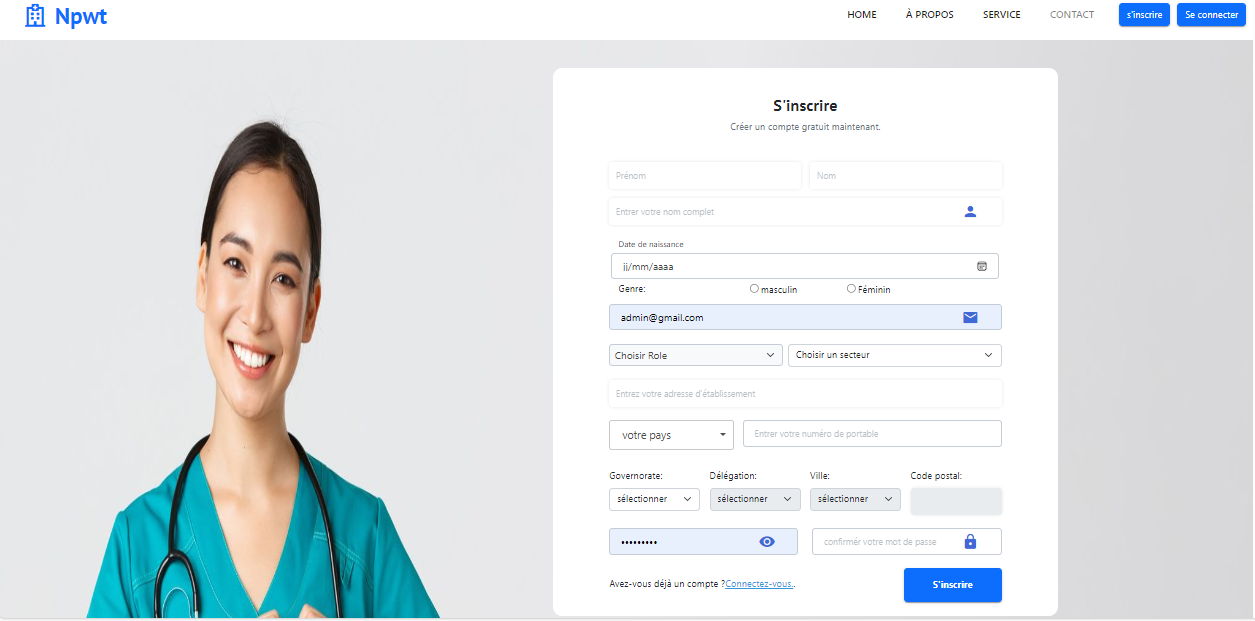 Npwt
HOME À PROPOS SERVICE CONTACT s'inscrire Se connecter
S'inscrire
Créer un compte gratuit maintenant.
Prénom Nom
Entrer votre nom complet
Date de naissance
jj/mm/aaaa
Genre: masculin Féminin
admin@gmail.com
Choisir Role Choisir un secteur
Entrez votre adresse d'établissement
votre pays Entrer votre numéro de portable
Governorate: Délégation: Ville: Code postal:
sélectionner sélectionner sélectionner
••••••••• confirmér votre mot de passe
Avez-vous déjà un compte ?Connectez-vous..
S'inscrire